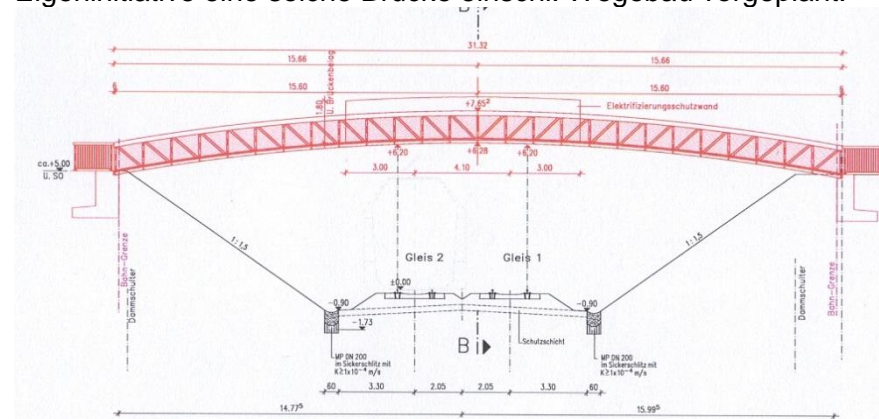 Eigeninitiative eine solche Brücke einschl. Wegebau vorgeplant.
B
31.32
15.66 15.66
15.60 15.60
1.80
ü. Brückenbelag
+7.65²
Elektrifizierungsschutzwand
ca.+5.00
ü. SO
+6.20 +6.28 +6.20
3.00 4.10 3.00
1:1,5 1:1,5
Gleis 2 Gleis 1
Bahn-Grenze
Dammschulter
Dammschulter
Bahn-Grenze
±0.00
-0.90 -0.90
-1.73
B
Schutzschicht
MP DN 200
im Sickerschlitz mit
K≥1x10⁻⁴ m/s
MP DN 200
im Sickerschlitz mit
K≥1x10⁻⁴ m/s
60 3.30 2.05 2.05 3.30 60
14.77⁵ 15.99⁵